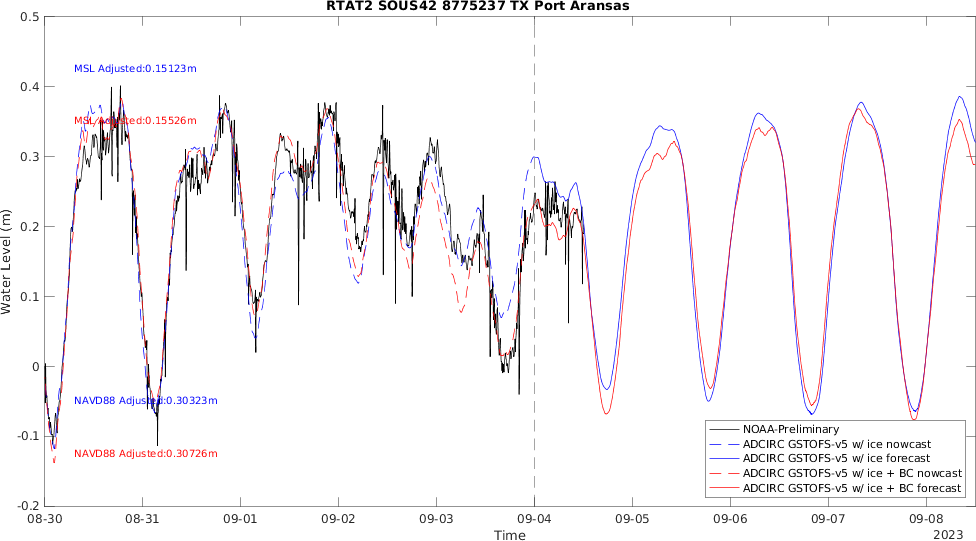 RTAT2 SOUS42 8775237 TX Port Aransas
0.5
0.4
0.3
0.2
0.1
0
-0.1
-0.2
Water Level (m)
MSL Adjusted:0.15123m
MSL Adjusted:0.15526m
NAVD88 Adjusted:0.30323m
NAVD88 Adjusted:0.30726m
NOAA-Preliminary
ADCIRC GSTOFS-v5 w/ ice nowcast
ADCIRC GSTOFS-v5 w/ ice forecast
ADCIRC GSTOFS-v5 w/ ice + BC nowcast
ADCIRC GSTOFS-v5 w/ ice + BC forecast
08-30 08-31 09-01 09-02 09-03 09-04 09-05 09-06 09-07 09-08
Time
2023